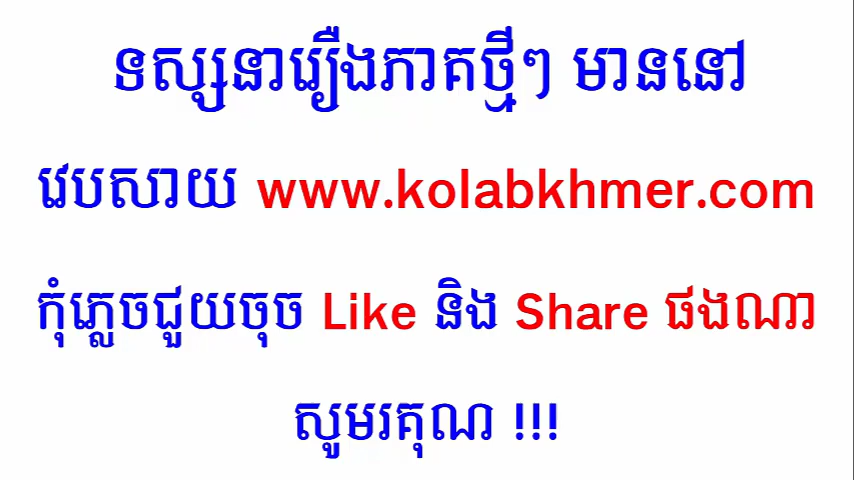 ទស្សនារឿងភាគថ្មីៗ មាននៅ
វេបសាយ www.kolabkhmer.com
កុំភ្លេចជួយចុច Like និង Share ផងណា
សូមរគុណ !!!